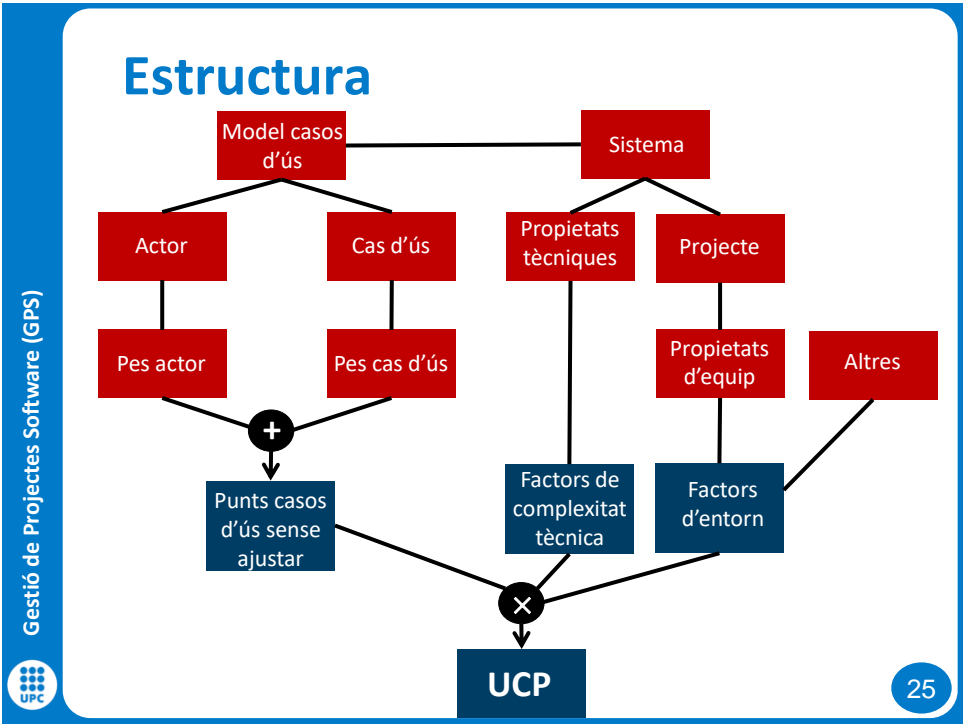 Estructura
Model casos
d'ús
Sistema
Actor
Cas d'ús
Propietats
tècniques
Projecte
Pes actor
Pes cas d'ús
Propietats
d'equip
Altres
+
Punts casos
d'ús sense
ajustar
Factors de
complexitat
tècnica
Factors
d'entorn
×
UCP
Gestió de Projectes Software (GPS)
UPC
25